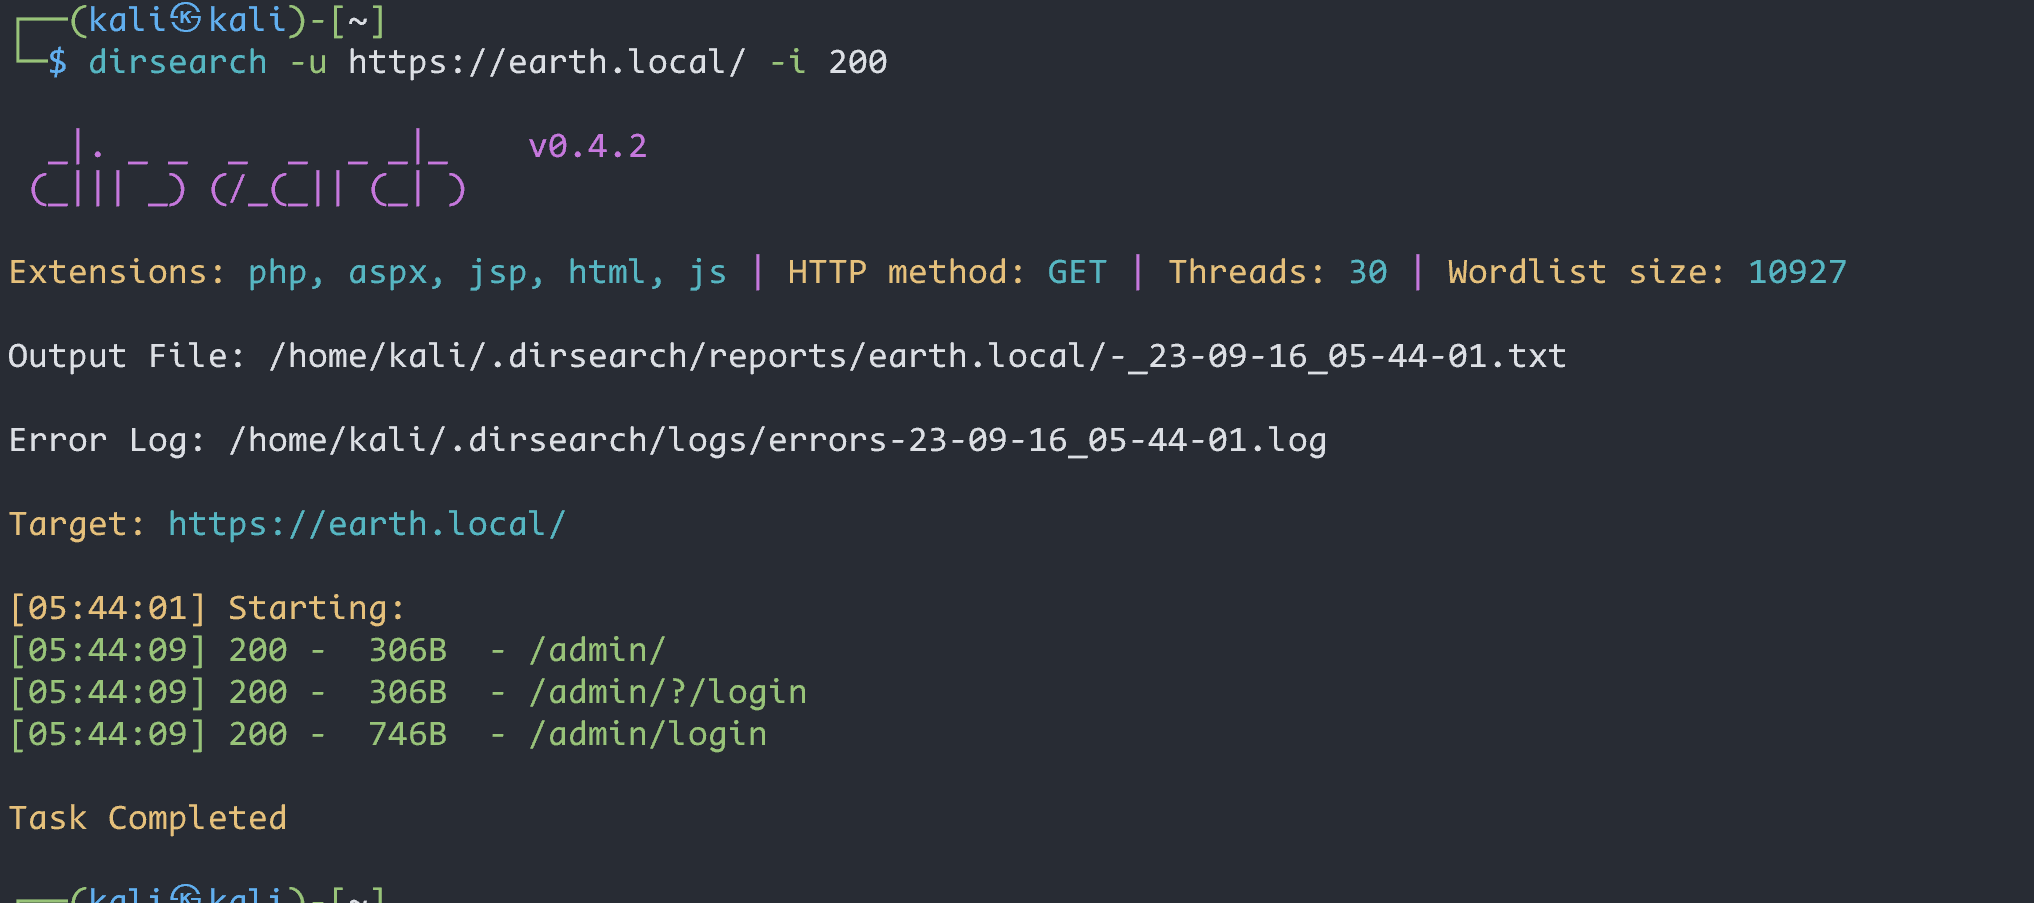 ┌──(kali㉿kali)-[~]
└─$ dirsearch -u https://earth.local/ -i 200
  _|. _ _  _  _  _ _|_    v0.4.2
 (_||| _) (/_(_|| (_| )
Extensions: php, aspx, jsp, html, js | HTTP method: GET | Threads: 30 | Wordlist size: 10927
Output File: /home/kali/.dirsearch/reports/earth.local/-_23-09-16_05-44-01.txt
Error Log: /home/kali/.dirsearch/logs/errors-23-09-16_05-44-01.log
Target: https://earth.local/
[05:44:01] Starting:
[05:44:09] 200 -  306B  - /admin/
[05:44:09] 200 -  306B  - /admin/?/login
[05:44:09] 200 -  746B  - /admin/login
Task Completed
┌──(kali㉿kali)-[~]